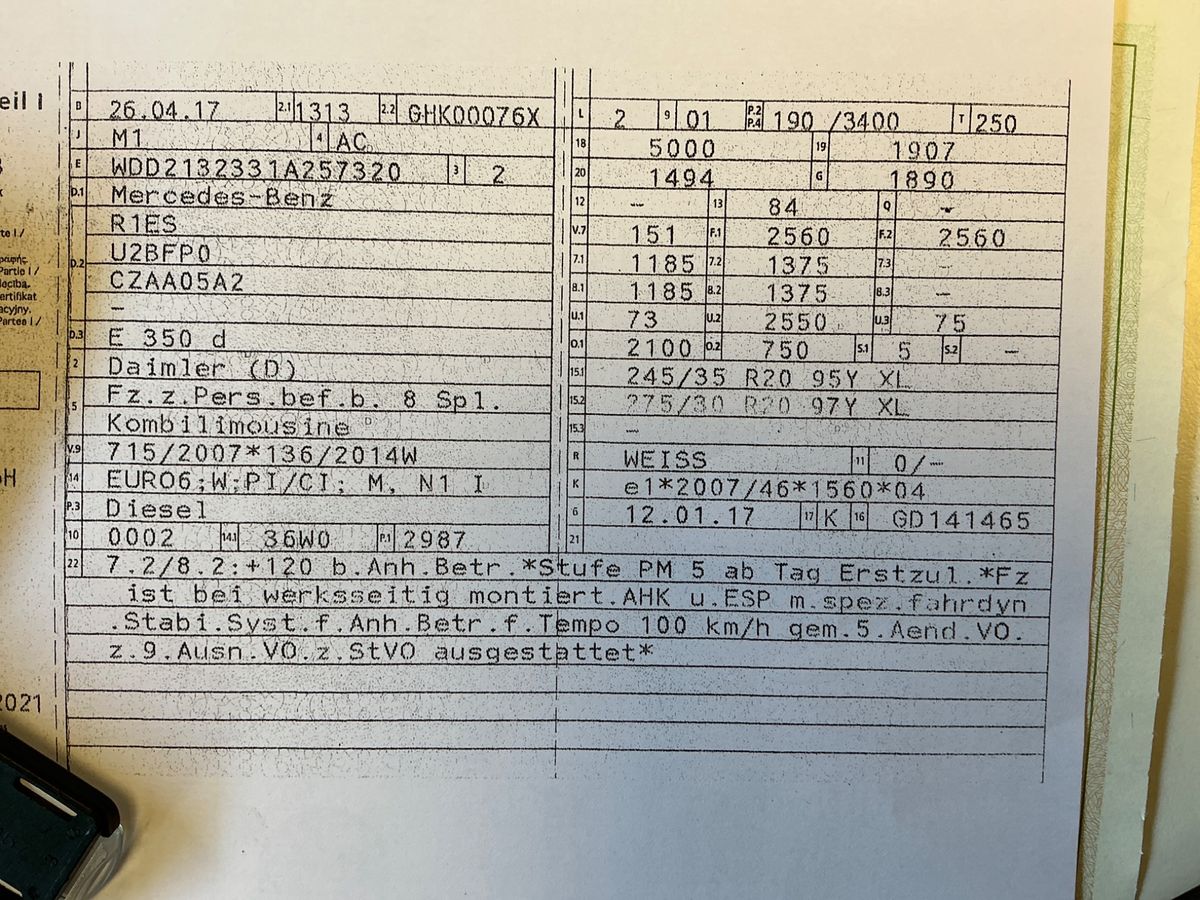 eil I
te I /
Partie I /
ertifikat
acyjny.
Partea I /
2021
B 26.04.17 2.1 1313 2.2 GHK00076X
J M1 4 AC
E WDD2132331A257320 3 2
D.1 Mercedes-Benz
R1ES
D.2 U2BFP0
CZAA05A2
—
D.3 E 350 d
2 Daimler (D)
5 Fz.z.Pers.bef.b. 8 Spl.
Kombilimousine
V.9 715/2007*136/2014W
14 EURO6;W;PI/CI; M, N1 I
P.3 Diesel
10 0002 14.1 36W0 P.1 2987
L 2 9 01 P.2 P.4 190 /3400 T 250
18 5000 19 1907
20 1494 G 1890
12 — 13 84 Q —
V.7 151 F.1 2560 F.2 2560
7.1 1185 7.2 1375 7.3 —
8.1 1185 8.2 1375 8.3 —
U.1 73 U.2 2550 U.3 75
O.1 2100 O.2 750 S.1 5 S.2 —
15.1 245/35 R20 95Y XL
15.2 275/30 R20 97Y XL
15.3 —
R WEISS 11 0/—
K e1*2007/46*1560*04
6 12.01.17 17 K 16 GD141465
21
22 7.2/8.2:+120 b.Anh.Betr.*Stufe PM 5 ab Tag Erstzul.*Fz
ist bei werksseitig montiert.AHK u.ESP m.spez.fahrdyn
.Stabi.Syst.f.Anh.Betr.f.Tempo 100 km/h gem.5.Aend.VO.
z.9.Ausn.VO.z.StVO ausgestattet*